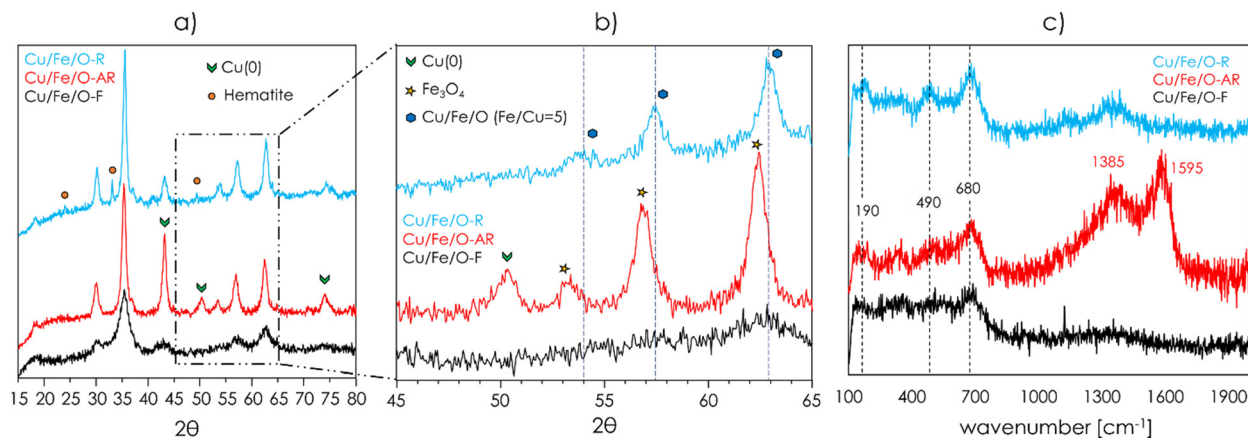 a)
Cu/Fe/O-R
Cu/Fe/O-AR
Cu/Fe/O-F
Cu(0)
Hematite
15 20 25 30 35 40 45 50 55 60 65 70 75 80
2θ
b)
Cu(0)
Fe₃O₄
Cu/Fe/O (Fe/Cu=5)
Cu/Fe/O-R
Cu/Fe/O-AR
Cu/Fe/O-F
45 50 55 60 65
2θ
c)
Cu/Fe/O-R
Cu/Fe/O-AR
Cu/Fe/O-F
1385
1595
190
490
680
100 400 700 1000 1300 1600 1900
wavenumber [cm⁻¹]